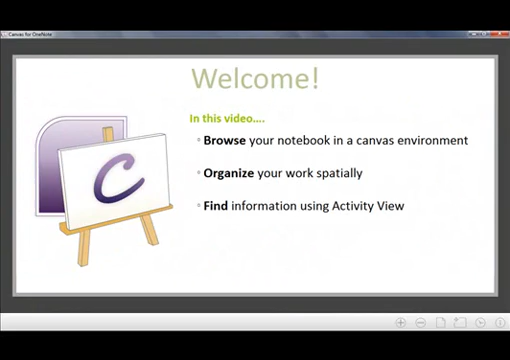 Canvas for OneNote
Welcome!
In this video....
Browse your notebook in a canvas environment
Organize your work spatially
Find information using Activity View
C